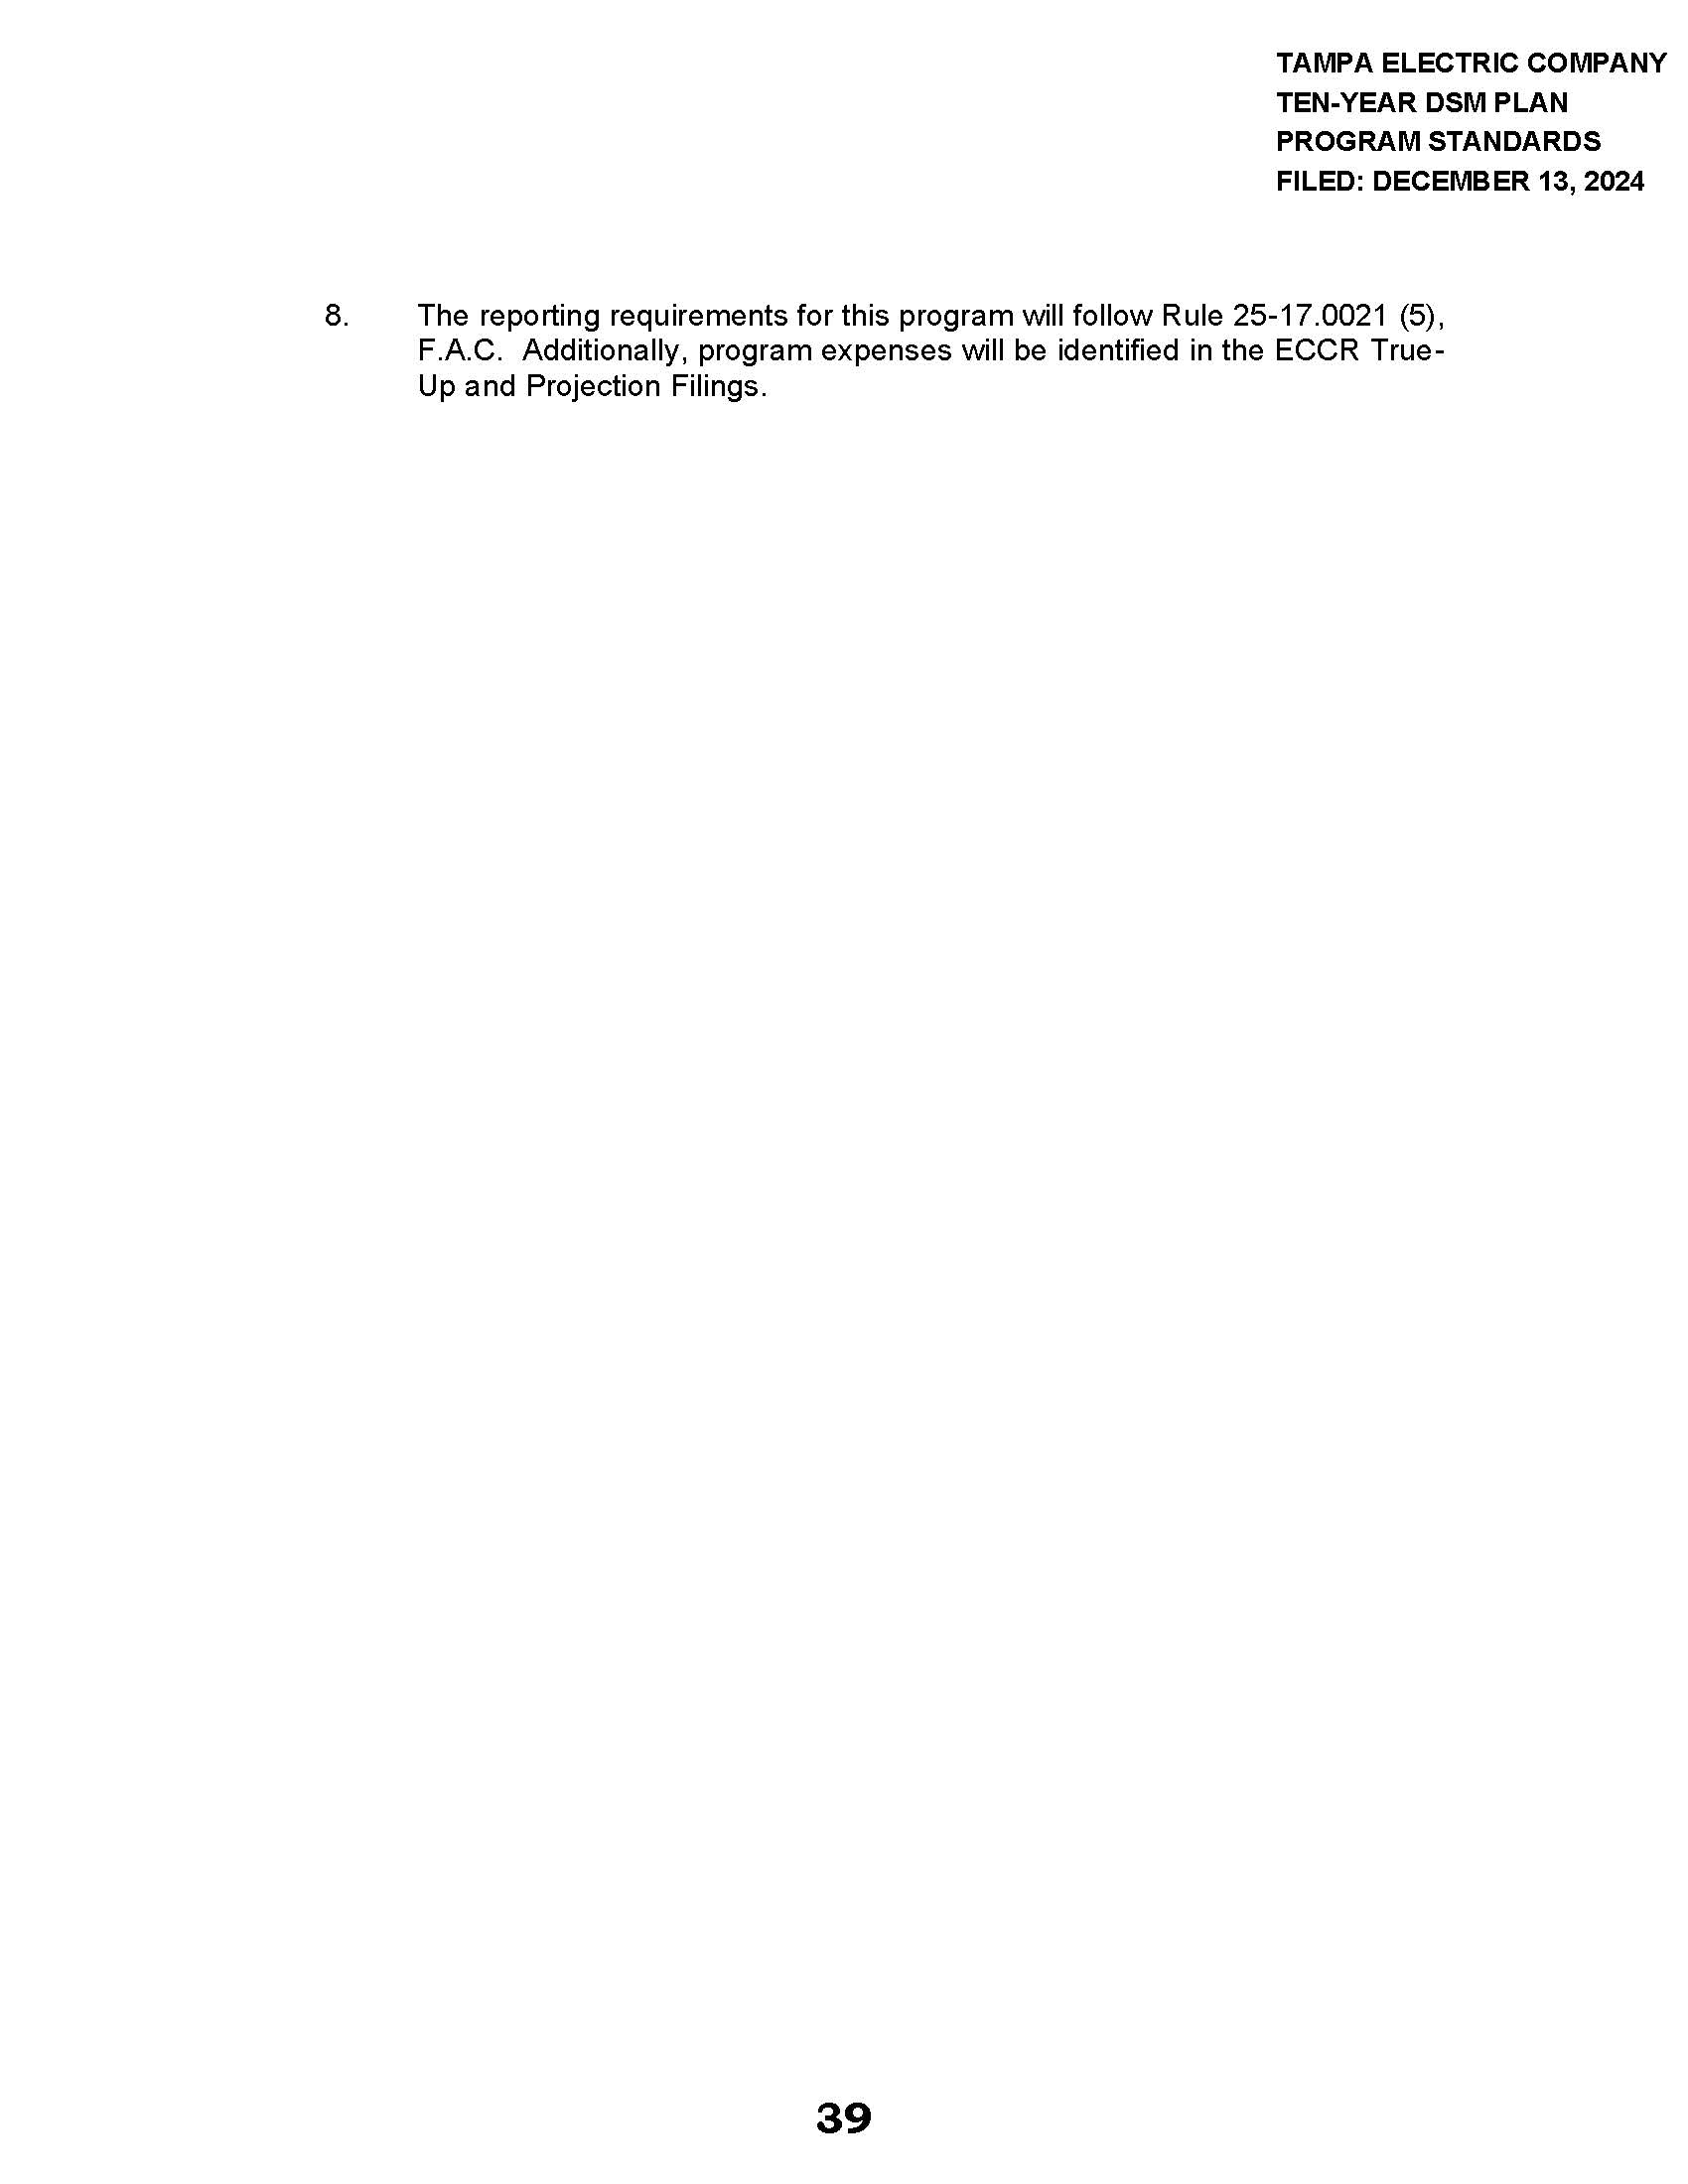 TAMPA ELECTRIC COMPANY
TEN-YEAR DSM PLAN
PROGRAM STANDARDS
FILED: DECEMBER 13, 2024
8. The reporting requirements for this program will follow Rule 25-17.0021 (5),
F.A.C.  Additionally, program expenses will be identified in the ECCR True-
Up and Projection Filings.
39